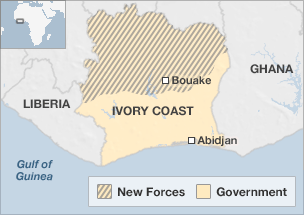 Bouake
GHANA
LIBERIA
IVORY COAST
Abidjan
Gulf of
Guinea
New Forces
Government